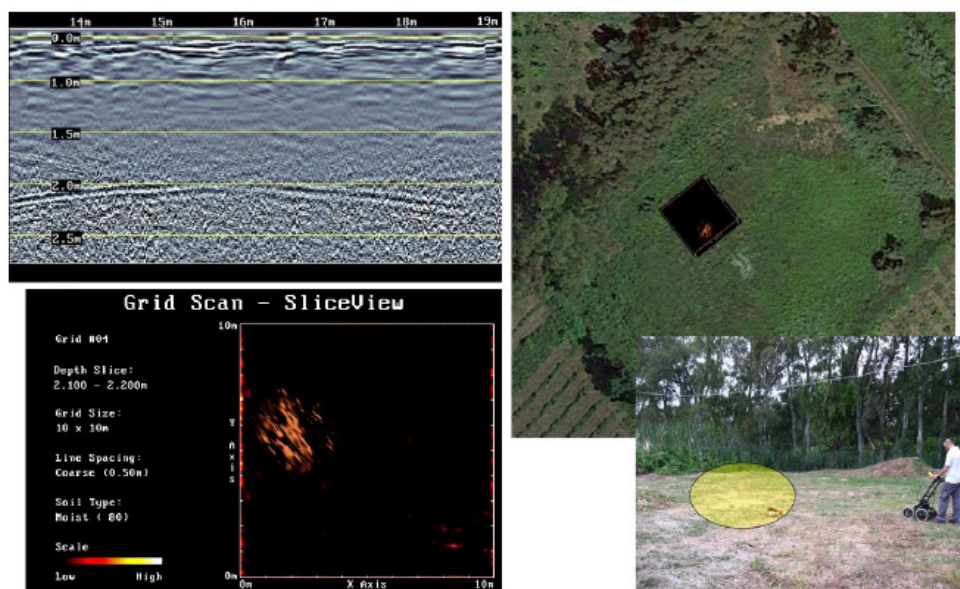 14m 15m 16m 17m 18m 19m
0.0m
1.0m
1.5m
2.0m
2.5m
Grid Scan - SliceView
Grid #04
Depth Slice:
2.100 - 2.200m
Grid Size:
10 x 10m
Line Spacing:
Coarse (0.50m)
Soil Type:
Moist ( 80)
Scale
Low High
10m
Y Axis
0m
0m X Axis 10m